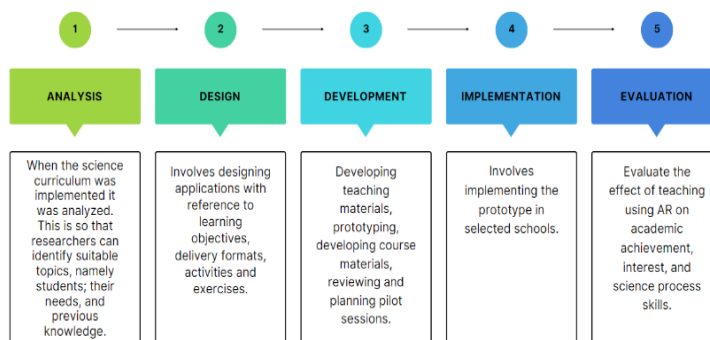 1
2
3
4
5
ANALYSIS
DESIGN
DEVELOPMENT
IMPLEMENTATION
EVALUATION
When the science
curriculum was
implemented it
was analyzed.
This is so that
researchers can
identify suitable
topics, namely
students; their
needs, and
previous
knowledge.
Involves designing
applications with
reference to
learning
objectives,
delivery formats,
activities and
exercises.
Developing
teaching
materials,
prototyping,
developing course
materials,
reviewing and
planning pilot
sessions.
Involves
implementing the
prototype in
selected schools.
Evaluate the
effect of teaching
using AR on
academic
achievement,
interest, and
science process
skills.